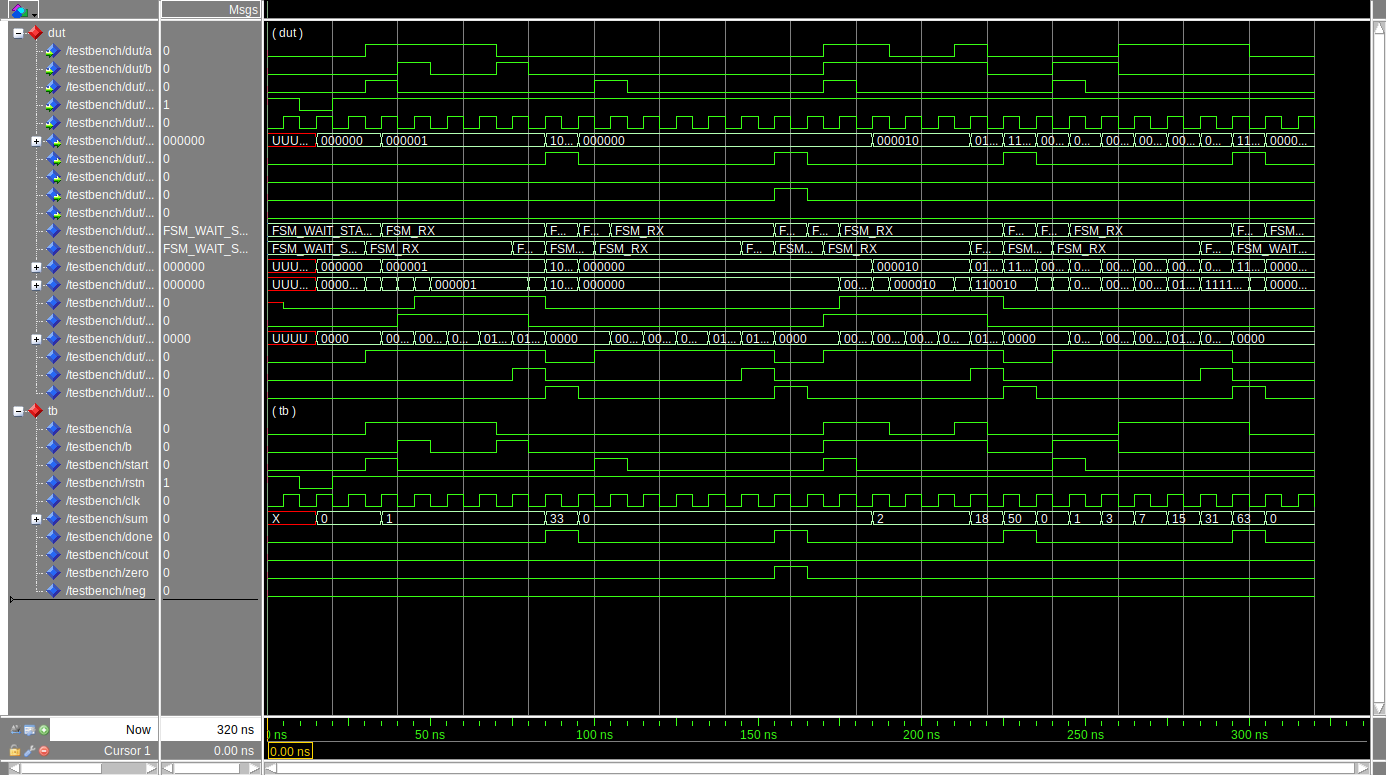 Msgs
dut ( dut )
/testbench/dut/a 0
/testbench/dut/b 0
/testbench/dut/... 0
/testbench/dut/... 1
/testbench/dut/... 0
/testbench/dut/... 000000 UUU... 000000 000001 10... 000000 000010 01... 11... 00... 0... 00... 00... 00... 0... 11... 0000...
/testbench/dut/... 0
/testbench/dut/... 0
/testbench/dut/... 0
/testbench/dut/... 0
/testbench/dut/... FSM_WAIT_S... FSM_WAIT_STA... FSM_RX F... F... FSM_RX F... F... FSM_RX F... F... FSM_RX F... FSM...
/testbench/dut/... FSM_WAIT_S... FSM_WAIT_S... FSM_RX F... FSM... FSM_RX F... FSM... FSM_RX F... FSM... FSM_RX F... FSM_WAIT...
/testbench/dut/... 000000 UUU... 000000 000001 10... 000000 000010 01... 11... 00... 0... 00... 00... 00... 0... 11... 0000...
/testbench/dut/... 000000 UUU... 0000... 000001 10... 000000 00... 000010 110010 0... 00... 00... 01... 1111... 0000...
/testbench/dut/... 0
/testbench/dut/... 0
/testbench/dut/... 0000 UUUU 0000 00... 00... 0... 01... 01... 0000 00... 00... 0... 01... 01... 0000 00... 00... 00... 0... 01... 0000 0... 00... 00... 01... 0... 0000
/testbench/dut/... 0
/testbench/dut/... 0
/testbench/dut/... 0
tb ( tb )
/testbench/a 0
/testbench/b 0
/testbench/start 0
/testbench/rstn 1
/testbench/clk 0
/testbench/sum 0 X 0 1 33 0 2 18 50 0 1 3 7 15 31 63 0
/testbench/done 0
/testbench/cout 0
/testbench/zero 0
/testbench/neg 0
Now 320 ns ns 50 ns 100 ns 150 ns 200 ns 250 ns 300 ns
Cursor 1 0.00 ns 0.00 ns